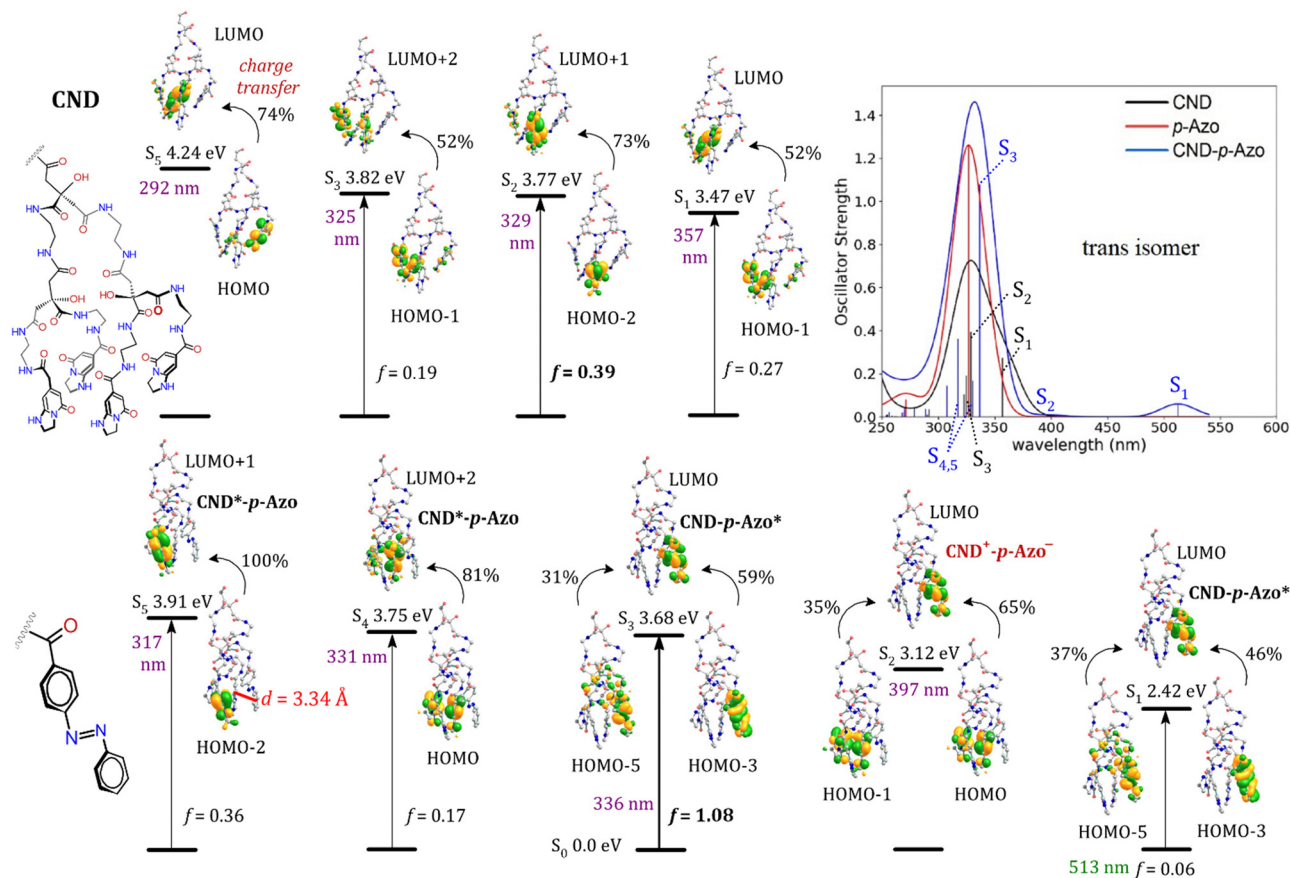 CND
LUMO
charge
transfer
74%
S5 4.24 eV
292 nm
HOMO
LUMO+2
52%
S3 3.82 eV
325
nm
HOMO-1
f = 0.19
LUMO+1
73%
S2 3.77 eV
329
nm
HOMO-2
f = 0.39
LUMO
52%
S1 3.47 eV
357
nm
HOMO-1
f = 0.27
CND
p-Azo
CND-p-Azo
S3
trans isomer
S2
S1
S2
S1
S4,5
S3
Oscillator Strength
1.4
1.2
1.0
0.8
0.6
0.4
0.2
0.0
250 300 350 400 450 500 550 600
wavelength (nm)
LUMO+1
CND*-p-Azo
100%
S5 3.91 eV
317
nm
d = 3.34 Å
HOMO-2
f = 0.36
LUMO+2
CND*-p-Azo
81%
S4 3.75 eV
331 nm
HOMO
f = 0.17
LUMO
CND-p-Azo*
31%
59%
S3 3.68 eV
HOMO-5
HOMO-3
336 nm
f = 1.08
S0 0.0 eV
LUMO
CND+-p-Azo−
35%
65%
S2 3.12 eV
397 nm
HOMO-1
HOMO
LUMO
CND-p-Azo*
37%
46%
S1 2.42 eV
HOMO-5
HOMO-3
513 nm
f = 0.06
O
N
N